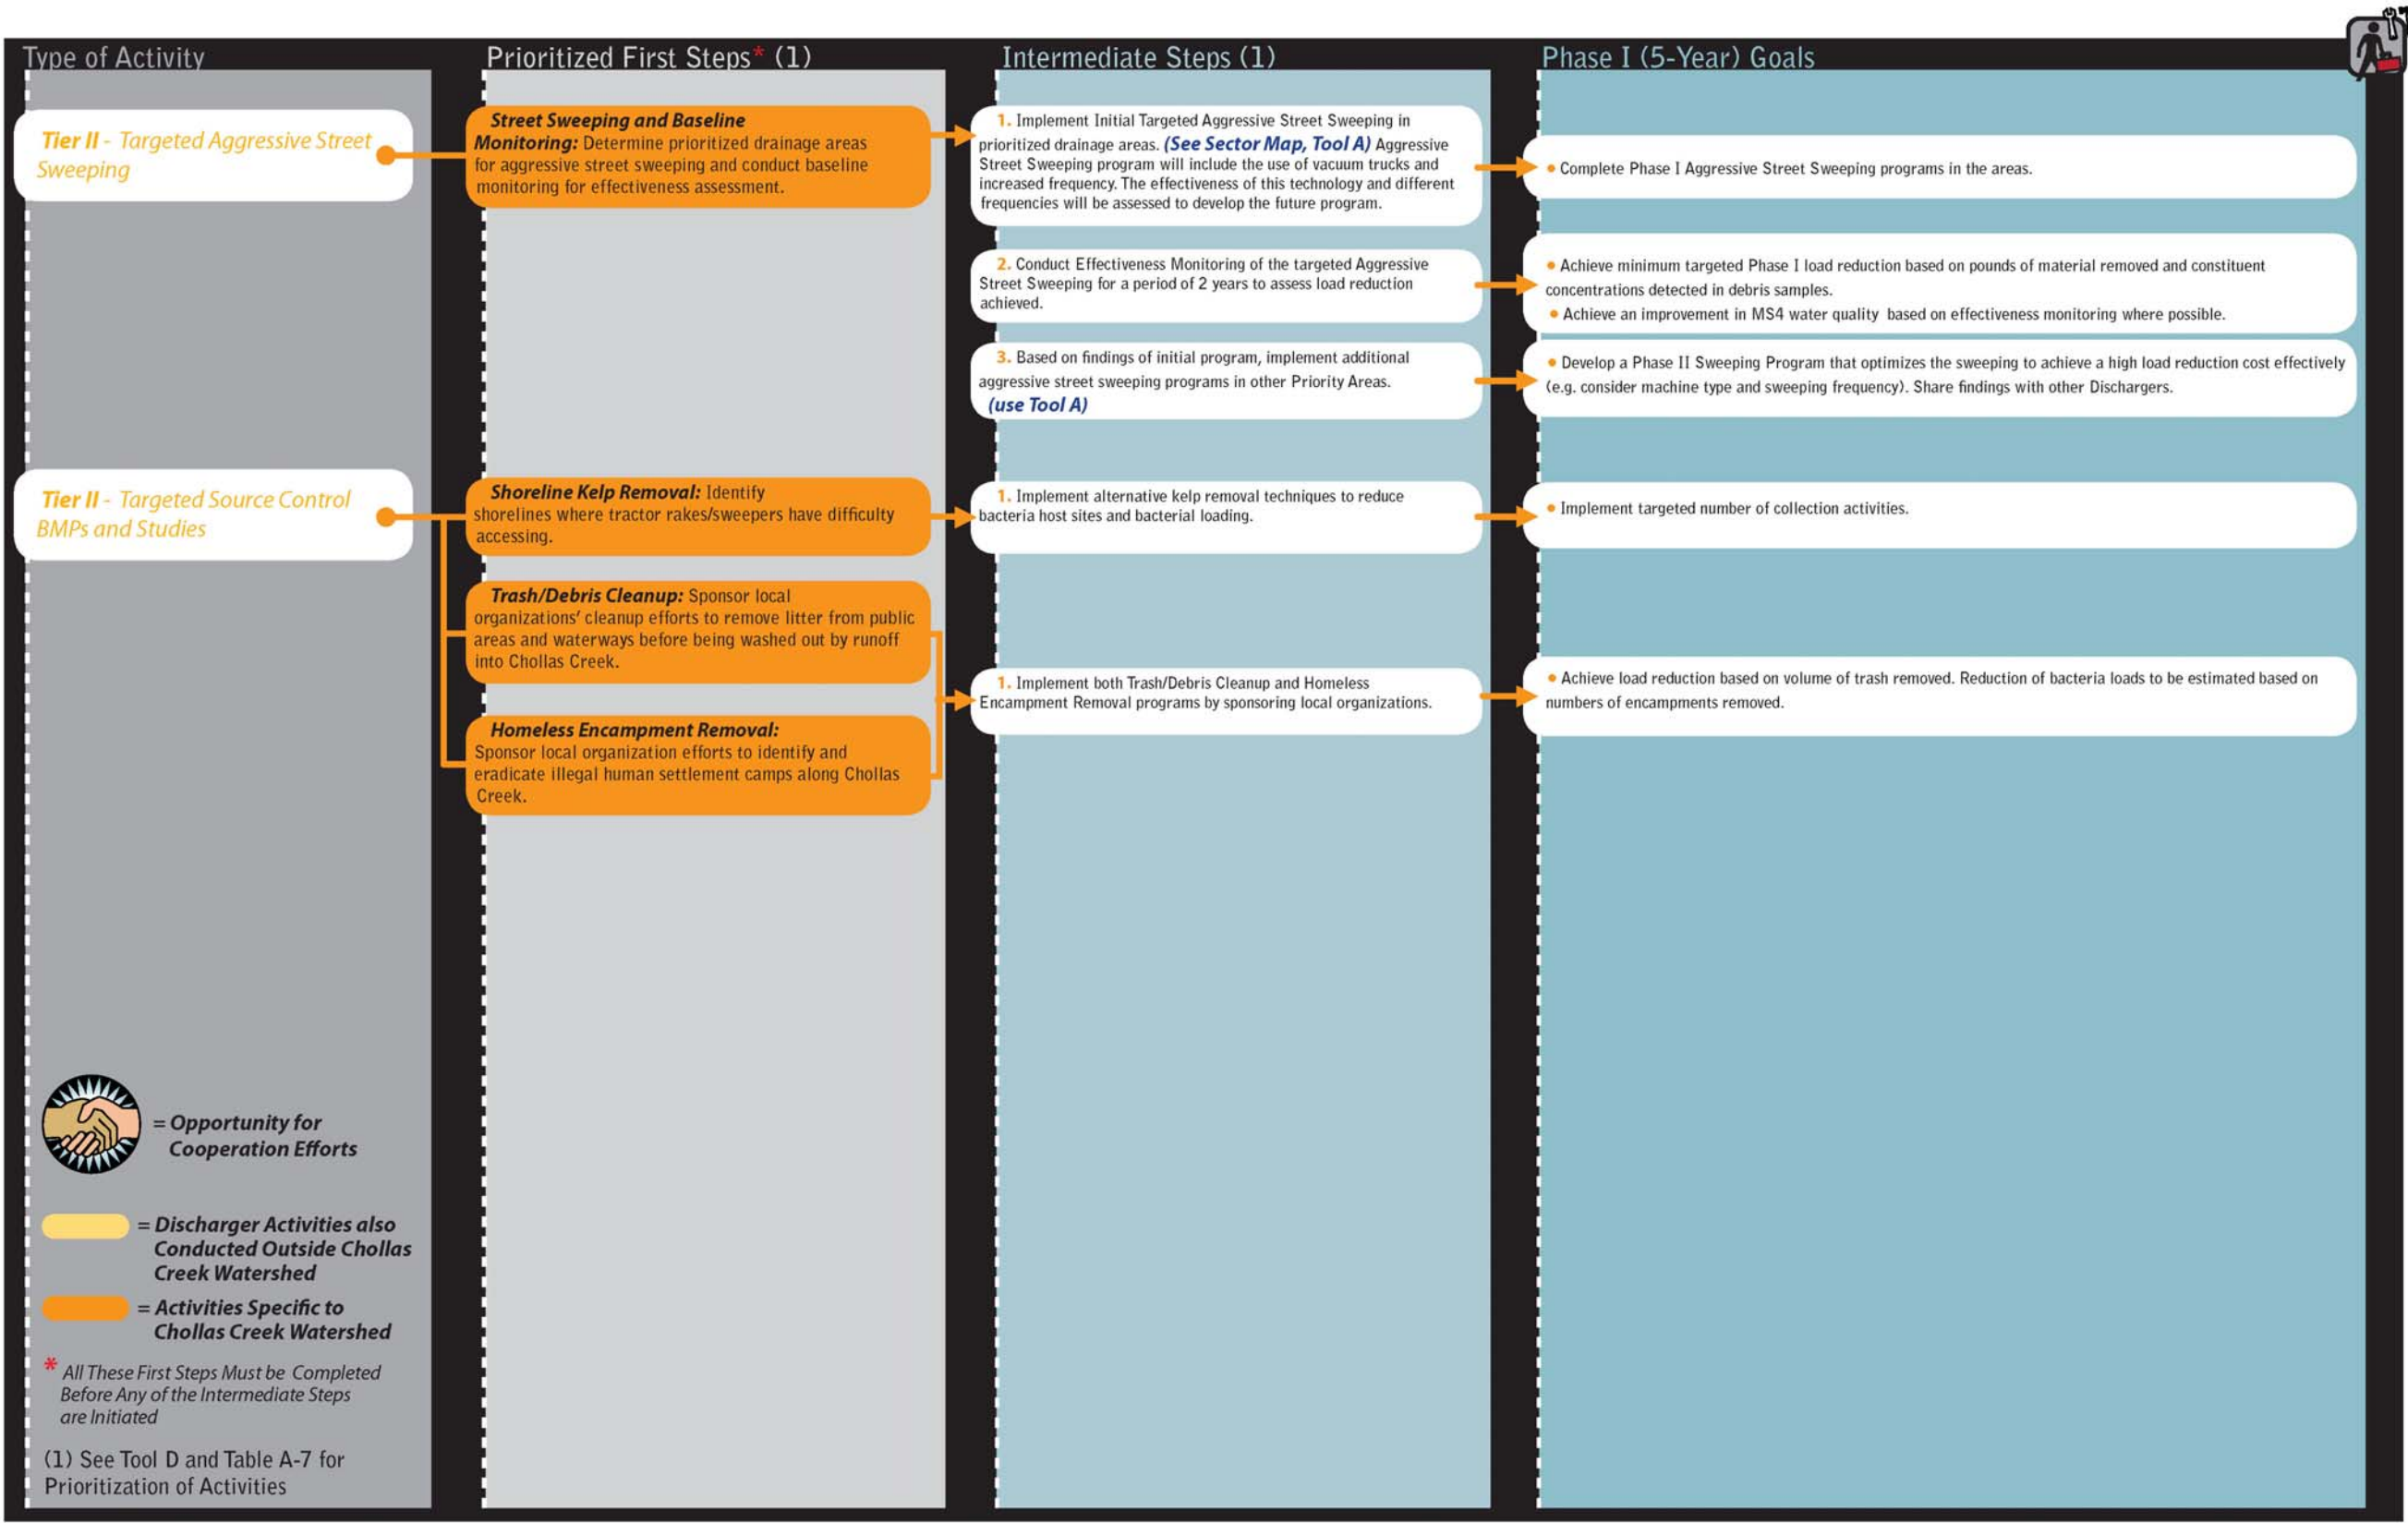 Type of Activity
Prioritized First Steps* (1)
Intermediate Steps (1)
Phase I (5-Year) Goals
Tier II - Targeted Aggressive Street
Sweeping
Street Sweeping and Baseline
Monitoring: Determine prioritized drainage areas
for aggressive street sweeping and conduct baseline
monitoring for effectiveness assessment.
1. Implement Initial Targeted Aggressive Street Sweeping in
prioritized drainage areas. (See Sector Map, Tool A) Aggressive
Street Sweeping program will include the use of vacuum trucks and
increased frequency. The effectiveness of this technology and different
frequencies will be assessed to develop the future program.
• Complete Phase I Aggressive Street Sweeping programs in the areas.
2. Conduct Effectiveness Monitoring of the targeted Aggressive
Street Sweeping for a period of 2 years to assess load reduction
achieved.
• Achieve minimum targeted Phase I load reduction based on pounds of material removed and constituent
concentrations detected in debris samples.
• Achieve an improvement in MS4 water quality based on effectiveness monitoring where possible.
3. Based on findings of initial program, implement additional
aggressive street sweeping programs in other Priority Areas.
(use Tool A)
• Develop a Phase II Sweeping Program that optimizes the sweeping to achieve a high load reduction cost effectively
(e.g. consider machine type and sweeping frequency). Share findings with other Dischargers.
Tier II - Targeted Source Control
BMPs and Studies
Shoreline Kelp Removal: Identify
shorelines where tractor rakes/sweepers have difficulty
accessing.
1. Implement alternative kelp removal techniques to reduce
bacteria host sites and bacterial loading.
• Implement targeted number of collection activities.
Trash/Debris Cleanup: Sponsor local
organizations' cleanup efforts to remove litter from public
areas and waterways before being washed out by runoff
into Chollas Creek.
Homeless Encampment Removal:
Sponsor local organization efforts to identify and
eradicate illegal human settlement camps along Chollas
Creek.
1. Implement both Trash/Debris Cleanup and Homeless
Encampment Removal programs by sponsoring local organizations.
• Achieve load reduction based on volume of trash removed. Reduction of bacteria loads to be estimated based on
numbers of encampments removed.
= Opportunity for
Cooperation Efforts
= Discharger Activities also
Conducted Outside Chollas
Creek Watershed
= Activities Specific to
Chollas Creek Watershed
* All These First Steps Must be Completed
Before Any of the Intermediate Steps
are Initiated
(1) See Tool D and Table A-7 for
Prioritization of Activities